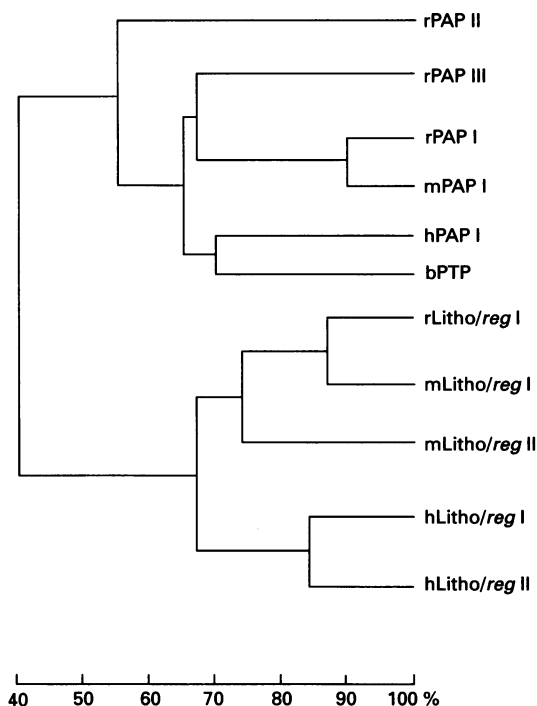 rPAP II
rPAP III
rPAP I
mPAP I
hPAP I
bPTP
rLitho/reg I
mLitho/reg I
mLitho/reg II
hLitho/reg I
hLitho/reg II
40 50 60 70 80 90 100 %